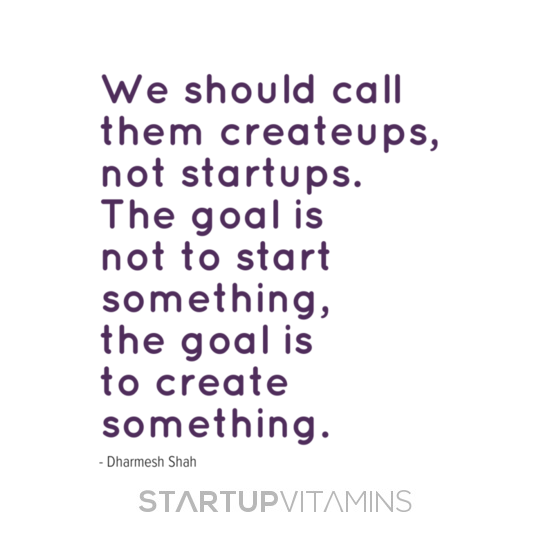 We should call
them createups,
not startups.
The goal is
not to start
something,
the goal is
to create
something.
- Dharmesh Shah
STARTUPVITAMINS